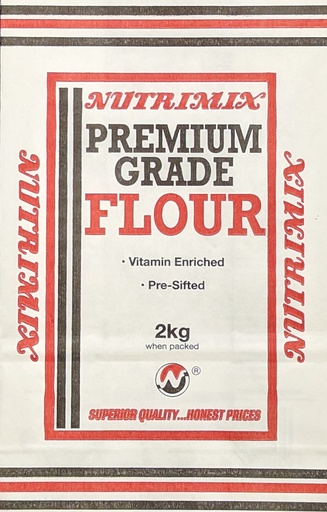 NUTRIMIX
PREMIUM
GRADE
FLOUR
• Vitamin Enriched
• Pre-Sifted
2kg
when packed
N ®
SUPERIOR QUALITY...HONEST PRICES
NUTRIMIX
NUTRIMIX